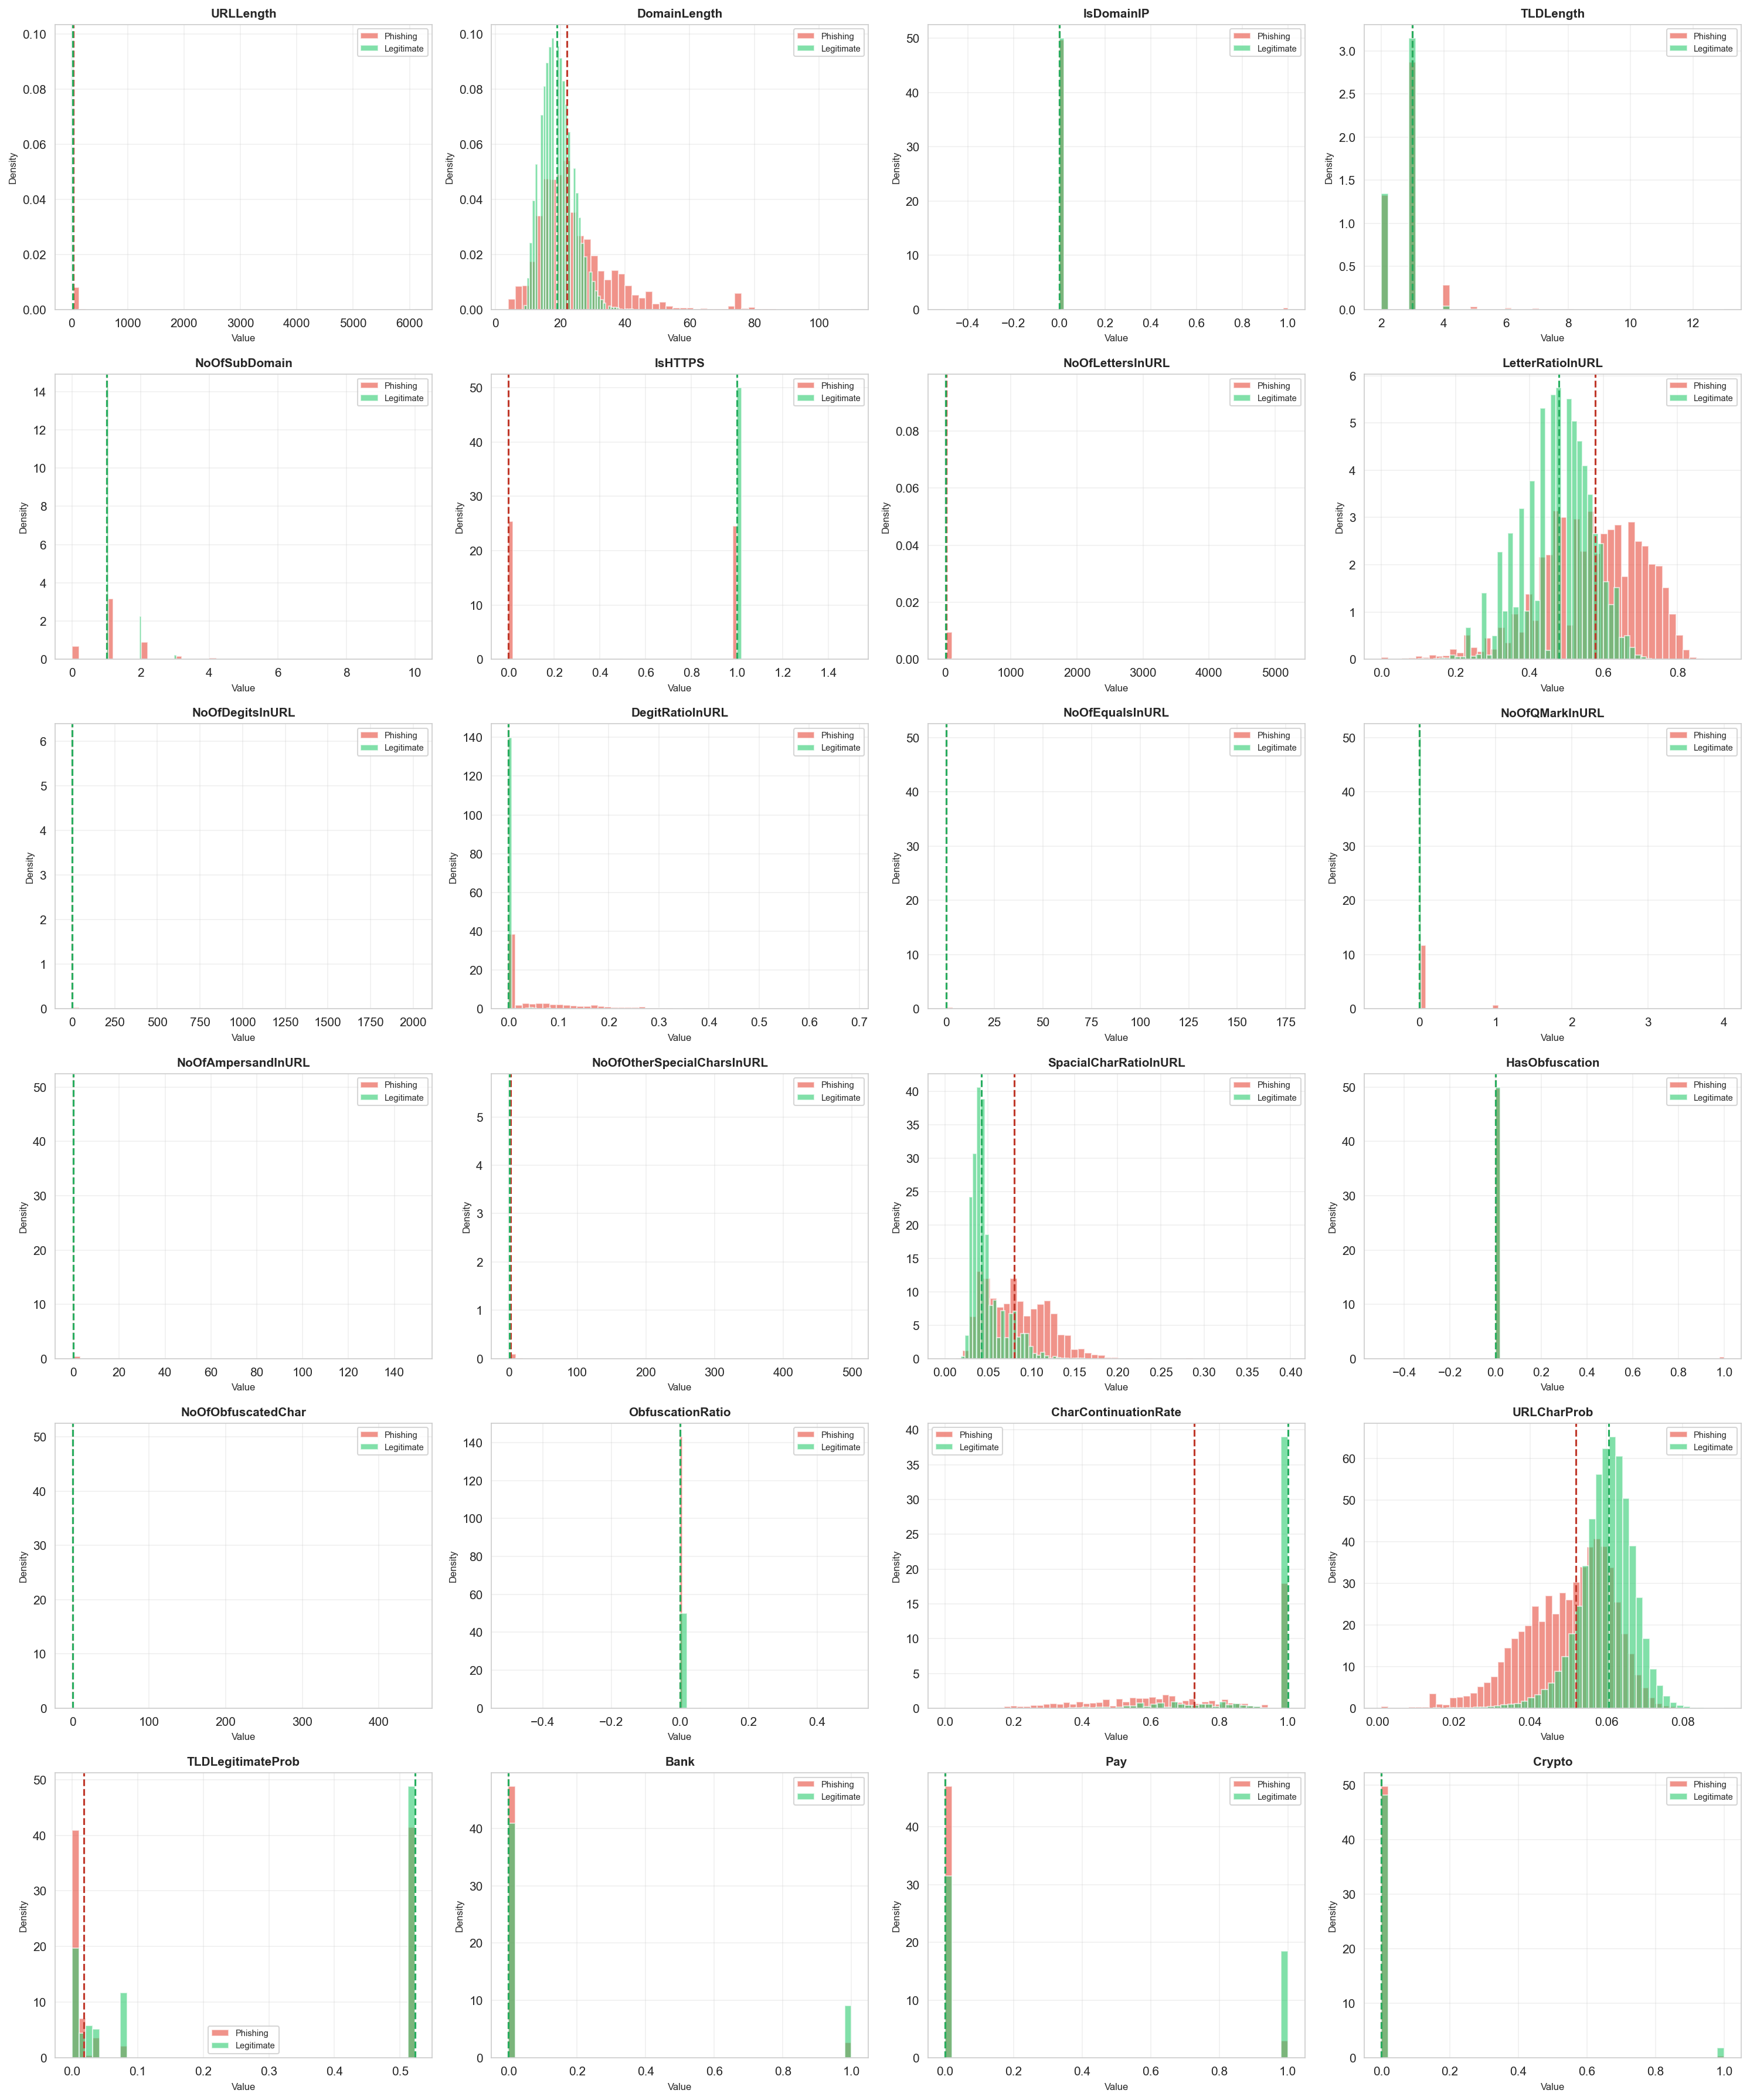 URLLength
Phishing
Legitimate
Density
0.10
0.08
0.06
0.04
0.02
0.00
0 1000 2000 3000 4000 5000 6000
Value
DomainLength
Phishing
Legitimate
Density
0.10
0.08
0.06
0.04
0.02
0.00
0 20 40 60 80 100
Value
IsDomainIP
Phishing
Legitimate
Density
50
40
30
20
10
0
−0.4 −0.2 0.0 0.2 0.4 0.6 0.8 1.0
Value
TLDLength
Phishing
Legitimate
Density
3.0
2.5
2.0
1.5
1.0
0.5
0.0
2 4 6 8 10 12
Value
NoOfSubDomain
Phishing
Legitimate
Density
14
12
10
8
6
4
2
0
0 2 4 6 8 10
Value
IsHTTPS
Phishing
Legitimate
Density
50
40
30
20
10
0
0.0 0.2 0.4 0.6 0.8 1.0 1.2 1.4
Value
NoOfLettersInURL
Phishing
Legitimate
Density
0.08
0.06
0.04
0.02
0.00
0 1000 2000 3000 4000 5000
Value
LetterRatioInURL
Phishing
Legitimate
Density
6
5
4
3
2
1
0
0.0 0.2 0.4 0.6 0.8
Value
NoOfDegitsInURL
Phishing
Legitimate
Density
6
5
4
3
2
1
0
0 250 500 750 1000 1250 1500 1750 2000
Value
DegitRatioInURL
Phishing
Legitimate
Density
140
120
100
80
60
40
20
0
0.0 0.1 0.2 0.3 0.4 0.5 0.6 0.7
Value
NoOfEqualsInURL
Phishing
Legitimate
Density
50
40
30
20
10
0
0 25 50 75 100 125 150 175
Value
NoOfQMarkInURL
Phishing
Legitimate
Density
50
40
30
20
10
0
0 1 2 3 4
Value
NoOfAmpersandInURL
Phishing
Legitimate
Density
50
40
30
20
10
0
0 20 40 60 80 100 120 140
Value
NoOfOtherSpecialCharsInURL
Phishing
Legitimate
Density
5
4
3
2
1
0
0 100 200 300 400 500
Value
SpacialCharRatioInURL
Phishing
Legitimate
Density
40
35
30
25
20
15
10
5
0
0.00 0.05 0.10 0.15 0.20 0.25 0.30 0.35 0.40
Value
HasObfuscation
Phishing
Legitimate
Density
50
40
30
20
10
0
−0.4 −0.2 0.0 0.2 0.4 0.6 0.8 1.0
Value
NoOfObfuscatedChar
Phishing
Legitimate
Density
50
40
30
20
10
0
0 100 200 300 400
Value
ObfuscationRatio
Phishing
Legitimate
Density
140
120
100
80
60
40
20
0
−0.4 −0.2 0.0 0.2 0.4
Value
CharContinuationRate
Phishing
Legitimate
Density
40
35
30
25
20
15
10
5
0
0.0 0.2 0.4 0.6 0.8 1.0
Value
URLCharProb
Phishing
Legitimate
Density
60
50
40
30
20
10
0
0.00 0.02 0.04 0.06 0.08
Value
TLDLegitimateProb
Phishing
Legitimate
Density
50
40
30
20
10
0
0.0 0.1 0.2 0.3 0.4 0.5
Value
Bank
Phishing
Legitimate
Density
40
30
20
10
0
0.0 0.2 0.4 0.6 0.8 1.0
Value
Pay
Phishing
Legitimate
Density
40
30
20
10
0
0.0 0.2 0.4 0.6 0.8 1.0
Value
Crypto
Phishing
Legitimate
Density
50
40
30
20
10
0
0.0 0.2 0.4 0.6 0.8 1.0
Value